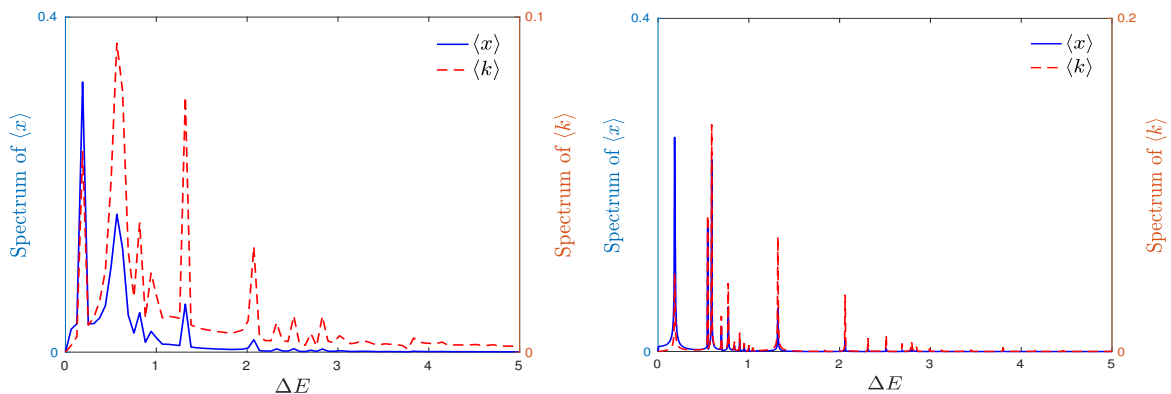 0.4
0.1
⟨x⟩
⟨k⟩
Spectrum of ⟨x⟩
Spectrum of ⟨k⟩
0
0
0 1 2 3 4 5
ΔE
0.4
0.2
⟨x⟩
⟨k⟩
Spectrum of ⟨x⟩
Spectrum of ⟨k⟩
0
0
0 1 2 3 4 5
ΔE